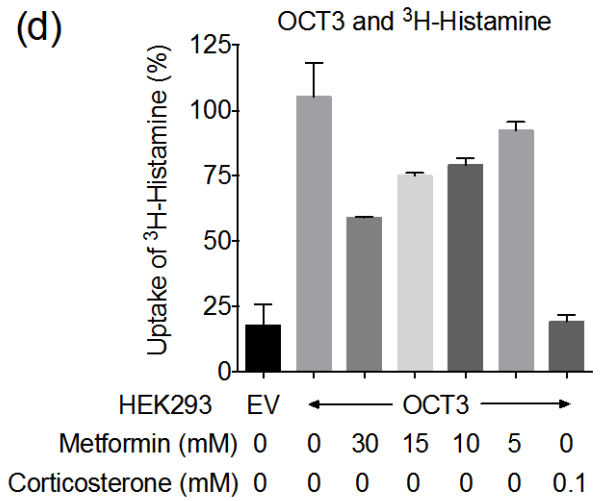 (d)
OCT3 and ³H-Histamine
Uptake of ³H-Histamine (%)
125
100
75
50
25
0
HEK293 EV ← OCT3 →
Metformin (mM) 0 0 30 15 10 5 0
Corticosterone (mM) 0 0 0 0 0 0 0.1